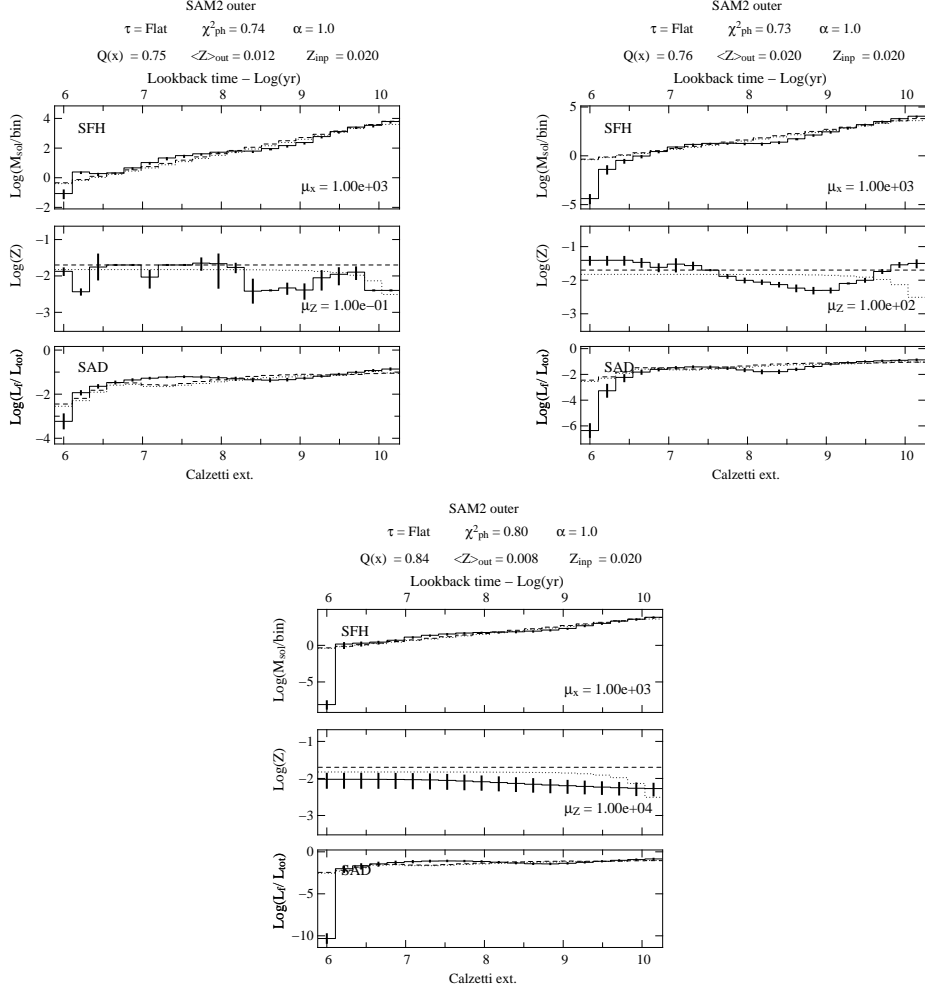 SAM2 outer
τ = Flat χ²ph = 0.74 α = 1.0
Q(x) = 0.75 <Z>out = 0.012 Zinp = 0.020
Lookback time – Log(yr)
6 7 8 9 10
SFH
Log(Msol/bin)
4
2
0
−2
μx = 1.00e+03
Log(Z)
−1
−2
−3
μZ = 1.00e−01
SAD
Log(Lf/ Ltot)
0
−2
−4
6 7 8 9 10
Calzetti ext.
SAM2 outer
τ = Flat χ²ph = 0.73 α = 1.0
Q(x) = 0.76 <Z>out = 0.020 Zinp = 0.020
Lookback time – Log(yr)
6 7 8 9 10
SFH
Log(Msol/bin)
5
0
−5
μx = 1.00e+03
Log(Z)
−1
−2
−3
μZ = 1.00e+02
SAD
Log(Lf/ Ltot)
0
−2
−4
−6
6 7 8 9 10
Calzetti ext.
SAM2 outer
τ = Flat χ²ph = 0.80 α = 1.0
Q(x) = 0.84 <Z>out = 0.008 Zinp = 0.020
Lookback time – Log(yr)
6 7 8 9 10
SFH
Log(Msol/bin)
0
−5
μx = 1.00e+03
Log(Z)
−1
−2
−3
μZ = 1.00e+04
SAD
Log(Lf/ Ltot)
0
−5
−10
6 7 8 9 10
Calzetti ext.